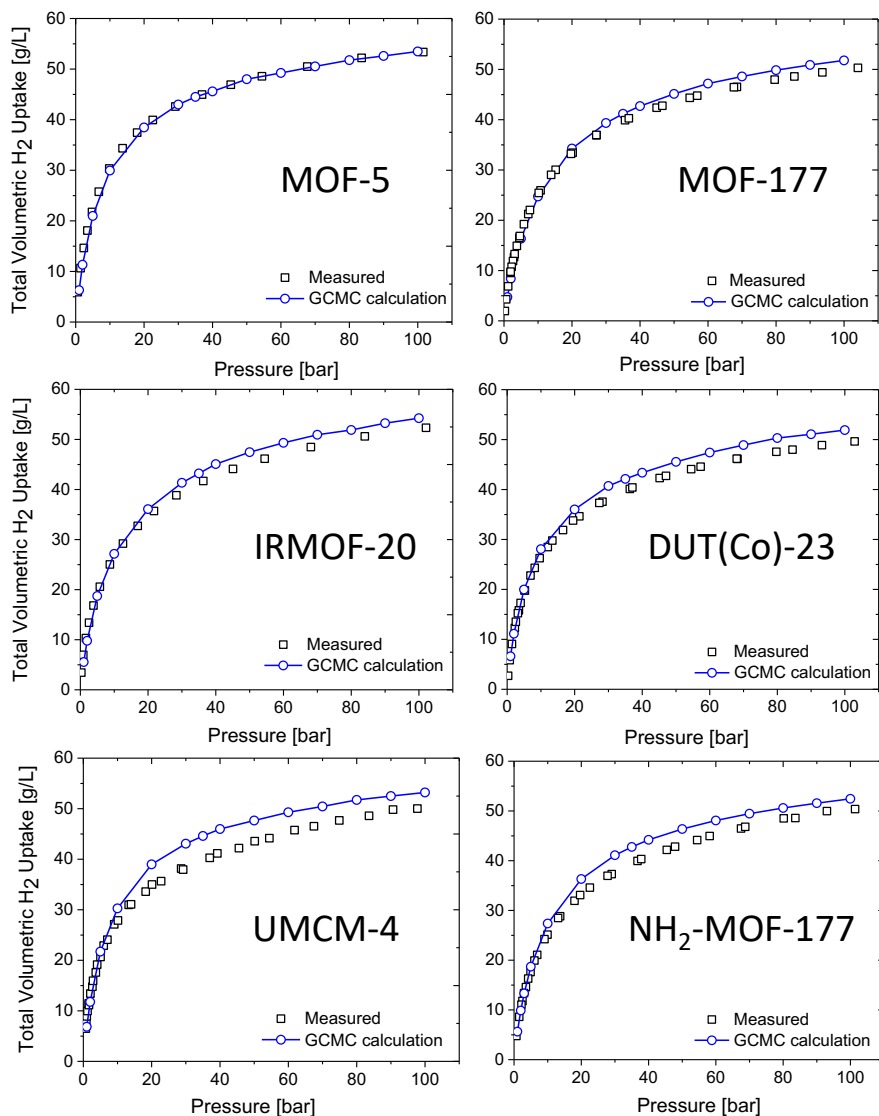 60
50
40
30
20
10
0
Total Volumetric H₂ Uptake [g/L]
MOF-5
Measured
GCMC calculation
0 20 40 60 80 100
Pressure [bar]
60
50
40
30
20
10
0
MOF-177
Measured
GCMC calculation
0 20 40 60 80 100
Pressure [bar]
60
50
40
30
20
10
0
Total Volumetric H₂ Uptake [g/L]
IRMOF-20
Measured
GCMC calculation
0 20 40 60 80 100
Pressure [bar]
60
50
40
30
20
10
0
DUT(Co)-23
Measured
GCMC calculation
0 20 40 60 80 100
Pressure [bar]
60
50
40
30
20
10
0
Total Volumetric H₂ Uptake [g/L]
UMCM-4
Measured
GCMC calculation
0 20 40 60 80 100
Pressure [bar]
60
50
40
30
20
10
0
NH₂-MOF-177
Measured
GCMC calculation
0 20 40 60 80 100
Pressure [bar]